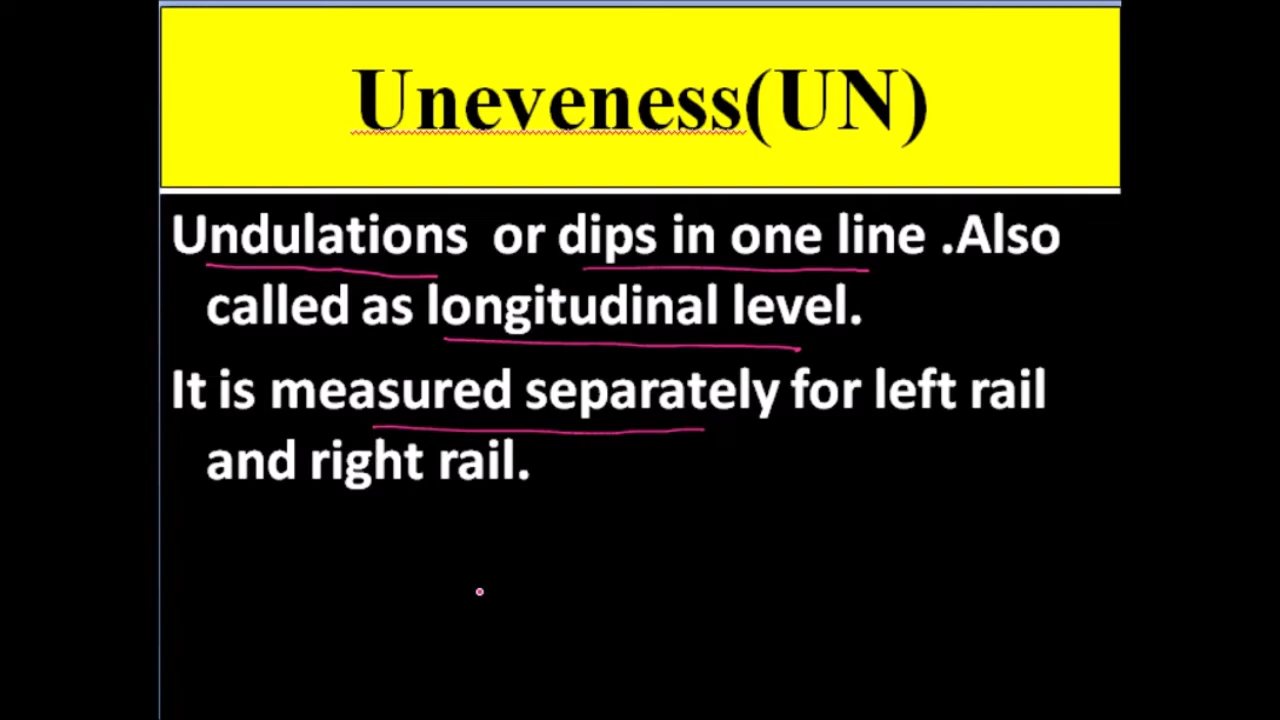 Uneveness(UN)
Undulations or dips in one line .Also
called as longitudinal level.
It is measured separately for left rail
and right rail.